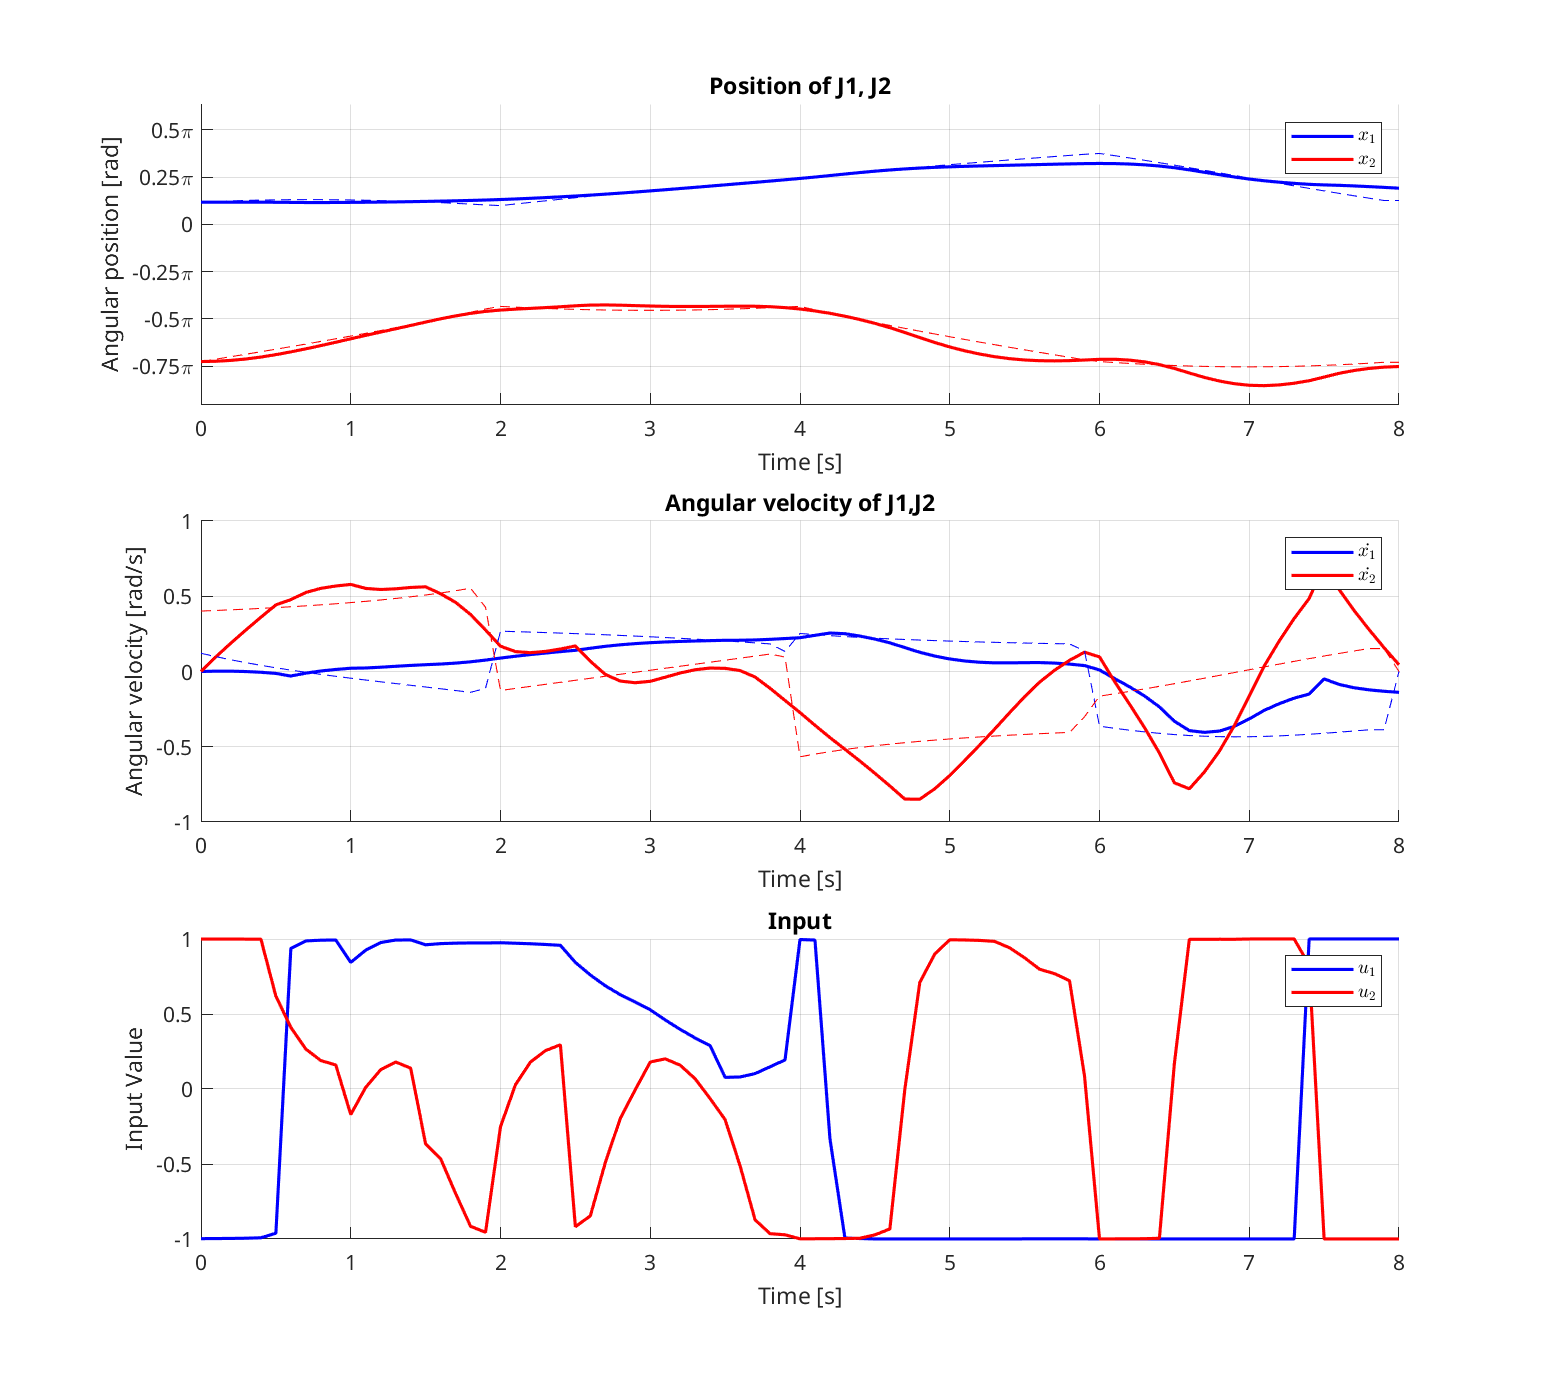 Position of J1, J2
0.5π
0.25π
0
-0.25π
-0.5π
-0.75π
Angular position [rad]
x₁
x₂
0 1 2 3 4 5 6 7 8
Time [s]
Angular velocity of J1,J2
1
0.5
0
-0.5
-1
Angular velocity [rad/s]
ẋ₁
ẋ₂
0 1 2 3 4 5 6 7 8
Time [s]
Input
1
0.5
0
-0.5
-1
Input Value
u₁
u₂
0 1 2 3 4 5 6 7 8
Time [s]